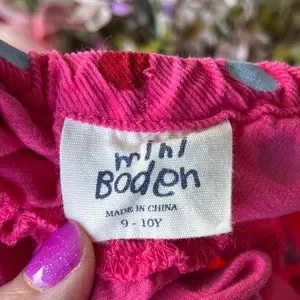 mini
Boden
MADE IN CHINA
9 - 10Y